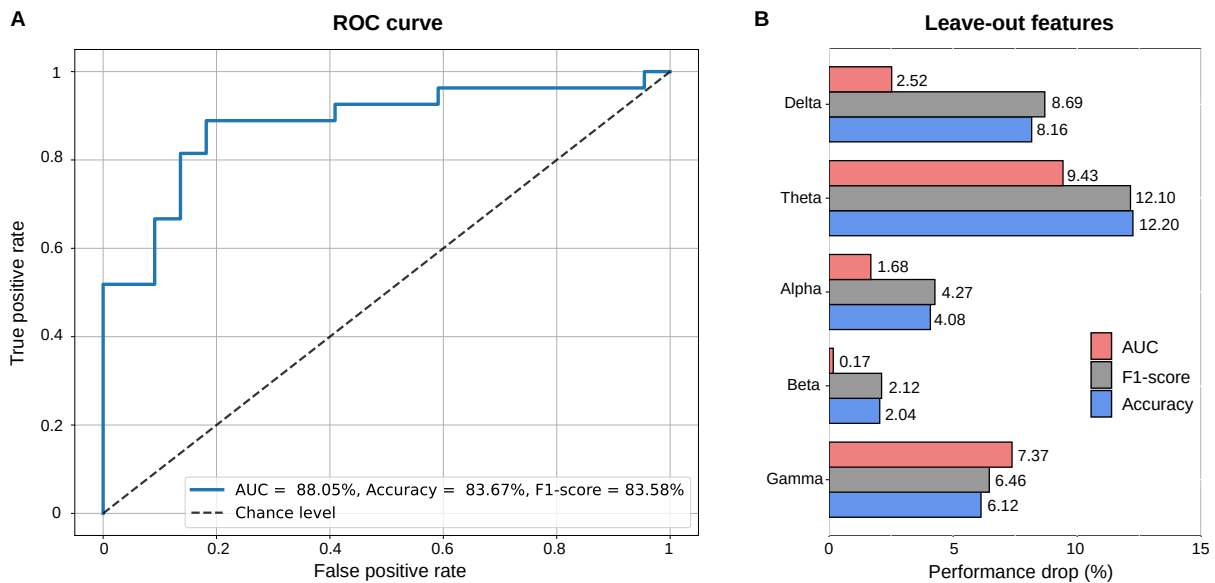 A
ROC curve
True positive rate
1
0.8
0.6
0.4
0.2
0
0
0.2
0.4
0.6
0.8
1
False positive rate
AUC =  88.05%, Accuracy =  83.67%, F1-score = 83.58%
Chance level
B
Leave-out features
Delta
2.52
8.69
8.16
Theta
9.43
12.10
12.20
Alpha
1.68
4.27
4.08
Beta
0.17
2.12
2.04
Gamma
7.37
6.46
6.12
AUC
F1-score
Accuracy
0
5
10
15
Performance drop (%)